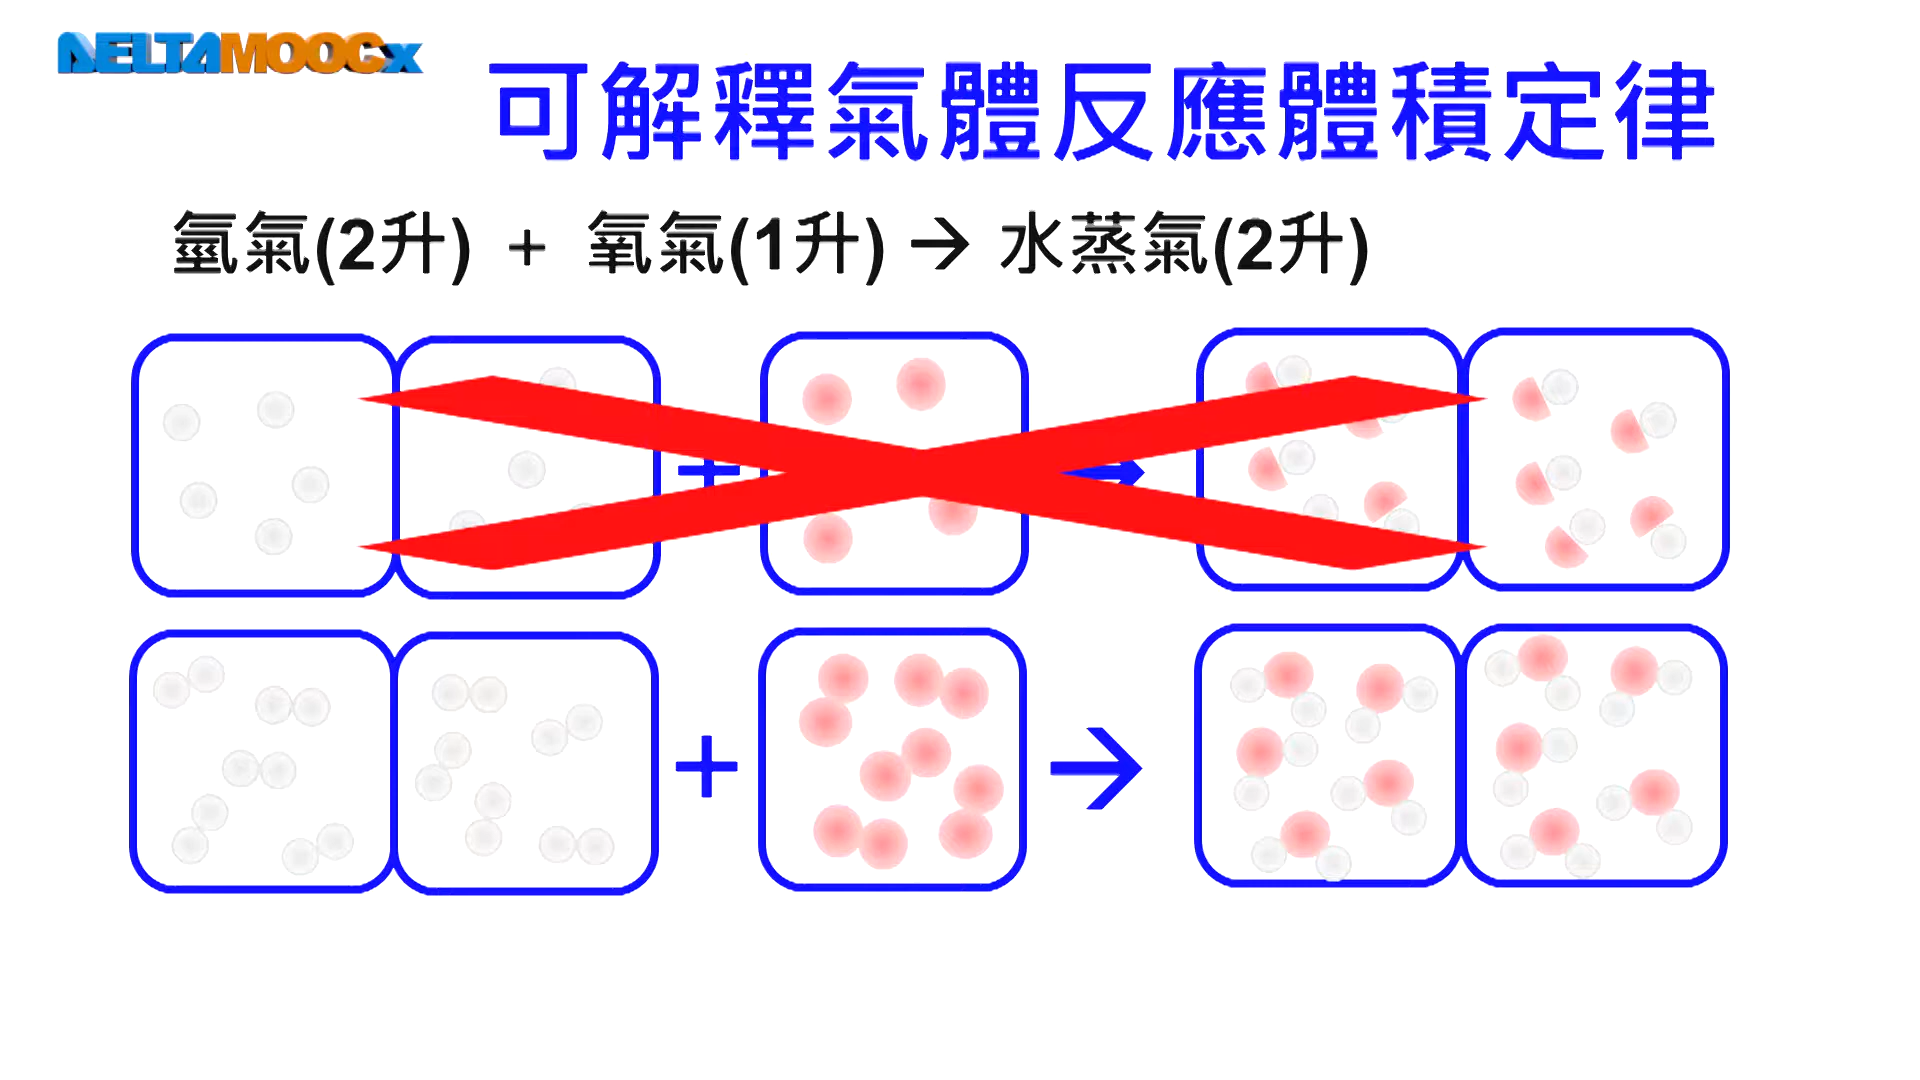 DELTAMOOCx
可解釋氣體反應體積定律
氫氣(2升) + 氧氣(1升) → 水蒸氣(2升)
+ →
+ →